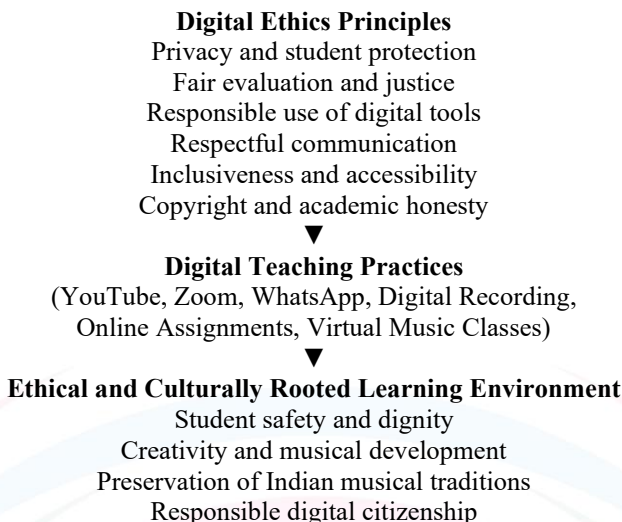 Digital Ethics Principles
Privacy and student protection
Fair evaluation and justice
Responsible use of digital tools
Respectful communication
Inclusiveness and accessibility
Copyright and academic honesty
▼
Digital Teaching Practices
(YouTube, Zoom, WhatsApp, Digital Recording,
Online Assignments, Virtual Music Classes)
▼
Ethical and Culturally Rooted Learning Environment
Student safety and dignity
Creativity and musical development
Preservation of Indian musical traditions
Responsible digital citizenship